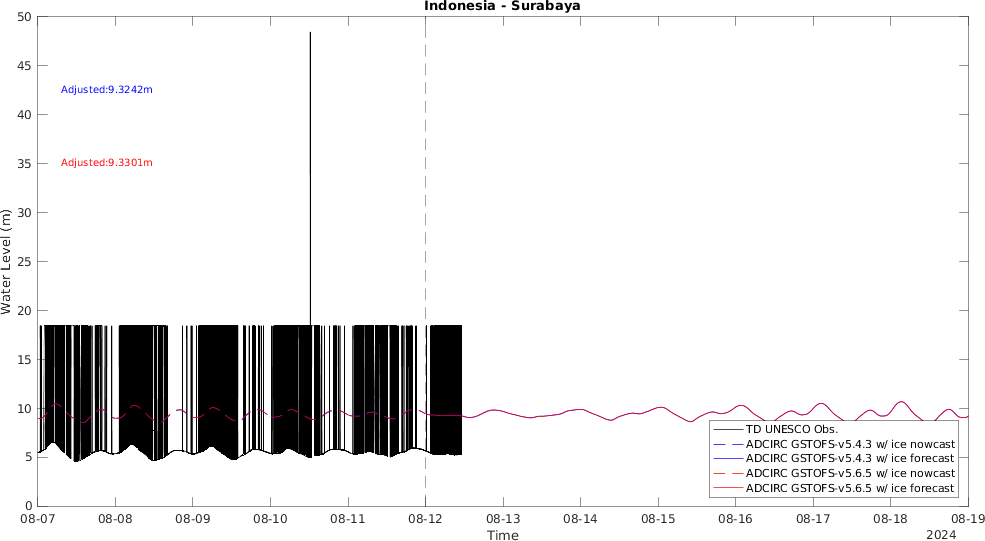 Indonesia - Surabaya
50
45
40
35
30
25
20
15
10
5
0
Water Level (m)
Adjusted:9.3242m
Adjusted:9.3301m
TD UNESCO Obs.
ADCIRC GSTOFS-v5.4.3 w/ ice nowcast
ADCIRC GSTOFS-v5.4.3 w/ ice forecast
ADCIRC GSTOFS-v5.6.5 w/ ice nowcast
ADCIRC GSTOFS-v5.6.5 w/ ice forecast
08-07 08-08 08-09 08-10 08-11 08-12 08-13 08-14 08-15 08-16 08-17 08-18 08-19
Time
2024